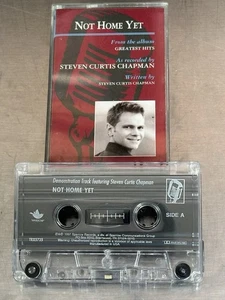 NOT HOME YET
From the album
GREATEST HITS
As recorded by
STEVEN CURTIS CHAPMAN
Written by
STEVEN CURTIS CHAPMAN
Demonstration Track featuring Steven Curtis Chapman
NOT HOME YET
SIDE A